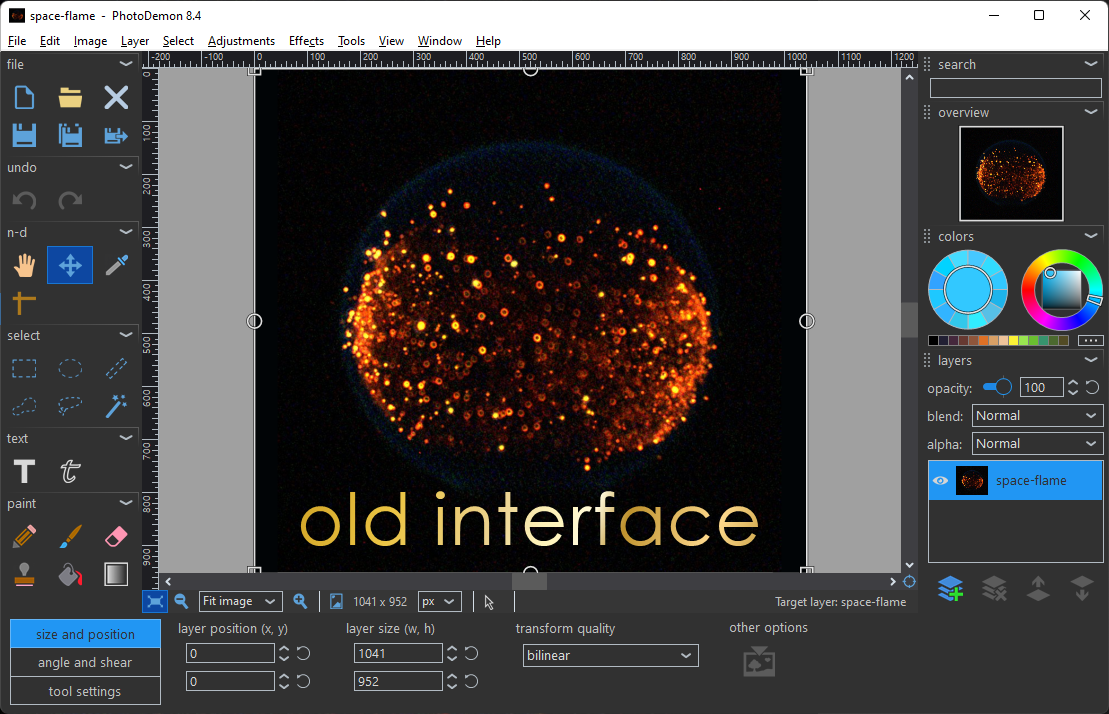 space-flame - PhotoDemon 8.4
File Edit Image Layer Select Adjustments Effects Tools View Window Help
file
undo
n-d
select
text
T t
paint
-200 -100 0 100 200 300 400 500 600 700 800 900 1000 1100 1200
0
100
200
300
400
500
600
700
800
900
old interface
Fit image
1041 x 952
px
Target layer: space-flame
search
overview
colors
layers
opacity: 100
blend: Normal
alpha: Normal
space-flame
size and position
angle and shear
tool settings
layer position (x, y)
0
0
layer size (w, h)
1041
952
transform quality
bilinear
other options